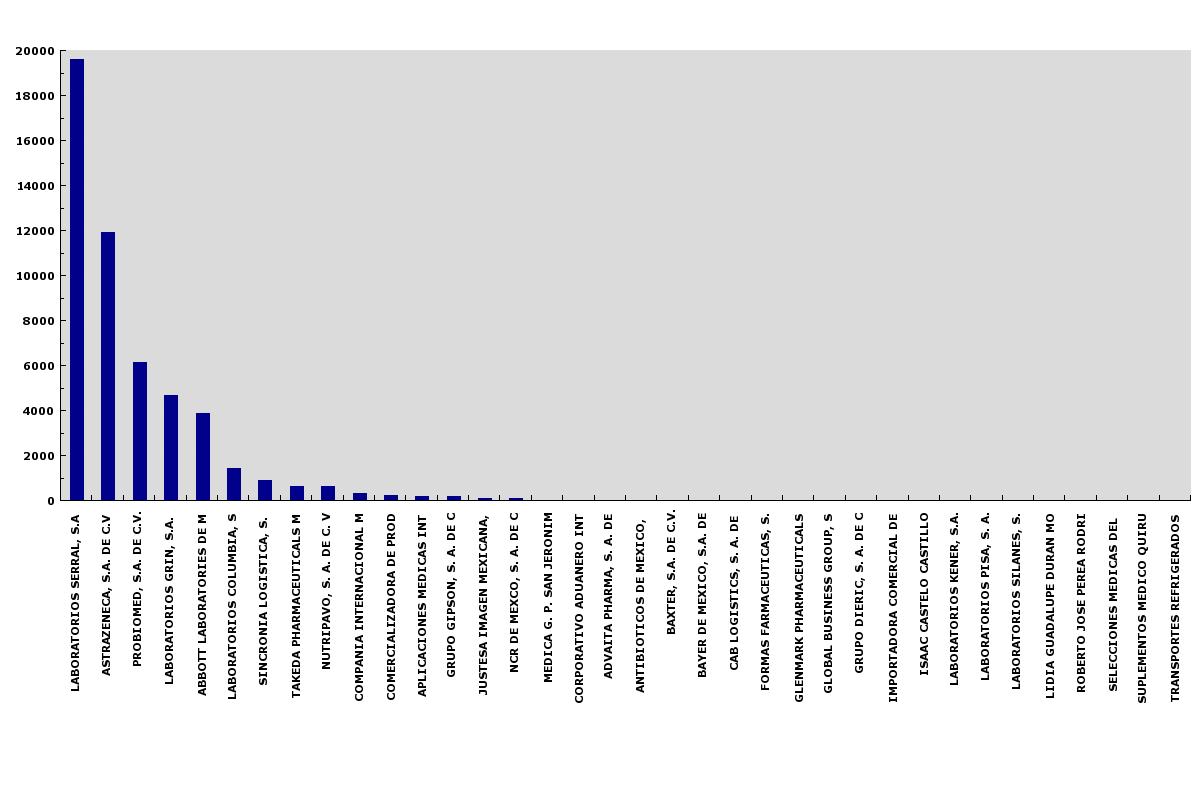 20000
18000
16000
14000
12000
10000
8000
6000
4000
2000
0
LABORATORIOS SERRAL, S.A
ASTRAZENECA, S.A. DE C.V
PROBIOMED, S.A. DE C.V.
LABORATORIOS GRIN, S.A.
ABBOTT LABORATORIES DE M
LABORATORIOS COLUMBIA, S
SINCRONIA LOGISTICA, S.
TAKEDA PHARMACEUTICALS M
NUTRIPAVO, S. A. DE C. V
COMPANIA INTERNACIONAL M
COMERCIALIZADORA DE PROD
APLICACIONES MEDICAS INT
GRUPO GIPSON, S. A. DE C
JUSTESA IMAGEN MEXICANA,
NCR DE MEXCO, S. A. DE C
MEDICA G. P. SAN JERONIM
CORPORATIVO ADUANERO INT
ADVAITA PHARMA, S. A. DE
ANTIBIOTICOS DE MEXICO,
BAXTER, S.A. DE C.V.
BAYER DE MEXICO, S.A. DE
CAB LOGISTICS, S. A. DE
FORMAS FARMACEUTICAS, S.
GLENMARK PHARMACEUTICALS
GLOBAL BUSINESS GROUP, S
GRUPO DIERIC, S. A. DE C
IMPORTADORA COMERCIAL DE
ISAAC CASTELO CASTILLO
LABORATORIOS KENER, S.A.
LABORATORIOS PISA, S. A.
LABORATORIOS SILANES, S.
LIDIA GUADALUPE DURAN MO
ROBERTO JOSE PEREA RODRI
SELECCIONES MEDICAS DEL
SUPLEMENTOS MEDICO QUIRU
TRANSPORTES REFRIGERADOS